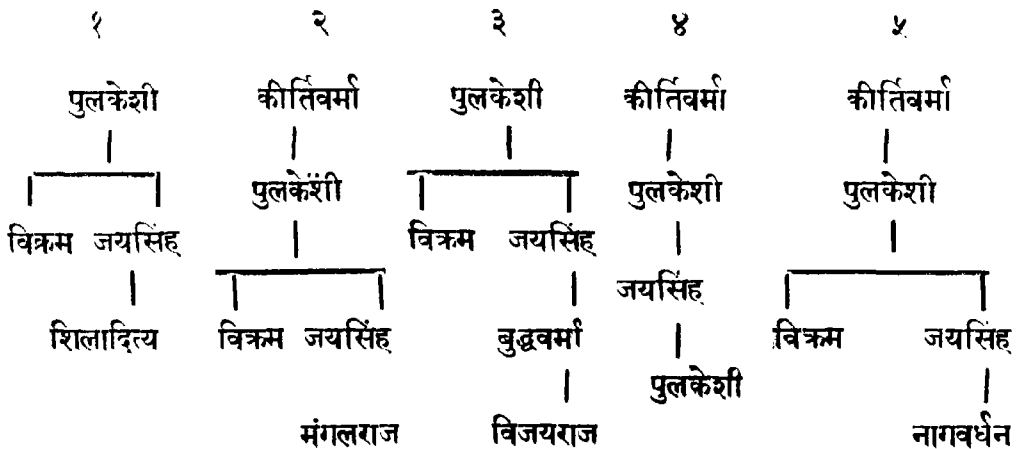 १ २ ३ ४ ५
पुलकेशी कीर्तिवर्मा पुलकेशी कीर्तिवर्मा कीर्तिवर्मा
पुलकेशी पुलकेशी पुलकेशी
विक्रम जयसिंह विक्रम जयसिंह
जयसिंह
शिलादित्य विक्रम जयसिंह बुद्धवर्मा विक्रम जयसिंह
पुलकेशी
मंगलराज विजयराज नागवर्धन